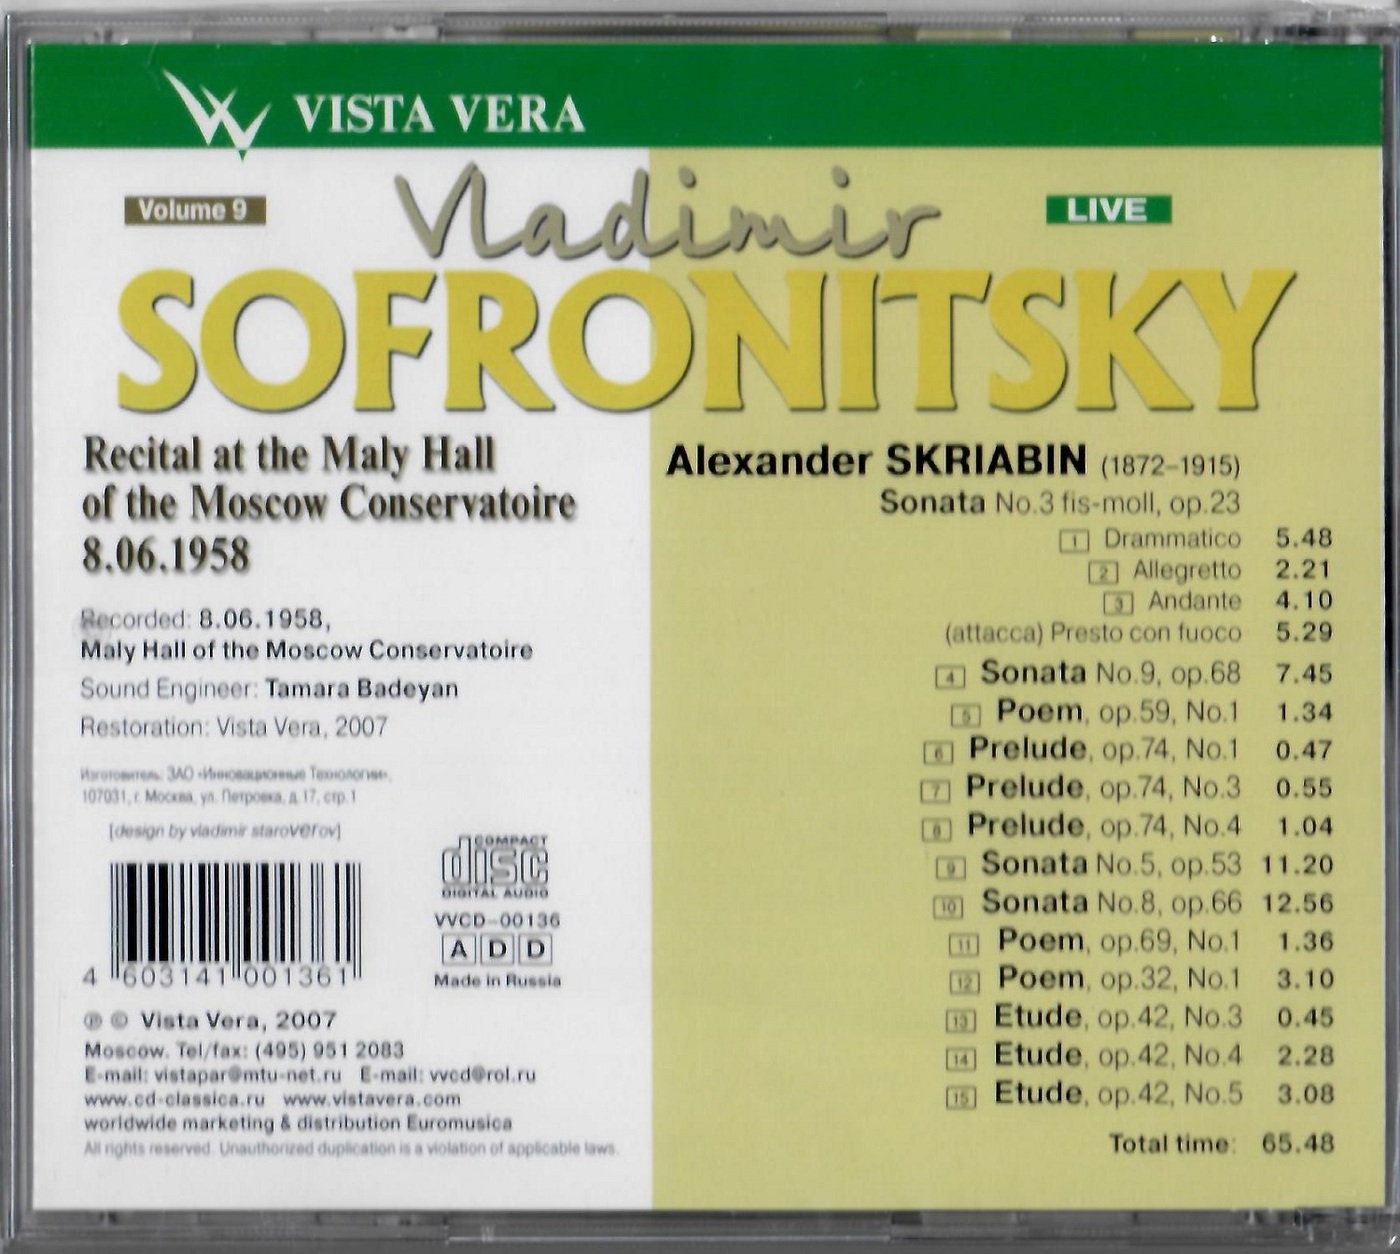 VISTA VERA
Volume 9
Vladimir
LIVE
SOFRONITSKY
Recital at the Maly Hall
of the Moscow Conservatoire
8.06.1958
Recorded: 8.06.1958,
Maly Hall of the Moscow Conservatoire
Sound Engineer: Tamara Badeyan
Restoration: Vista Vera, 2007
Изготовитель: ЗАО «Инновационные Технологии»,
107031, г. Москва, ул. Петровка, д. 17, стр.1
[design by vladimir staroverov]
4 603141 001361
COMPACT
disc
DIGITAL AUDIO
VVCD-00136
A D D
Made in Russia
℗ © Vista Vera, 2007
Moscow. Tel/fax: (495) 951 2083
E-mail: vistapar@mtu-net.ru E-mail: vvcd@rol.ru
www.cd-classica.ru www.vistavera.com
worldwide marketing & distribution Euromusica
All rights reserved. Unauthorized duplication is a violation of applicable laws.
Alexander SKRIABIN (1872-1915)
Sonata No.3 fis-moll, op.23
1 Drammatico 5.48
2 Allegretto 2.21
3 Andante 4.10
(attacca) Presto con fuoco 5.29
4 Sonata No.9, op.68 7.45
5 Poem, op.59, No.1 1.34
6 Prelude, op.74, No.1 0.47
7 Prelude, op.74, No.3 0.55
8 Prelude, op.74, No.4 1.04
9 Sonata No.5, op.53 11.20
10 Sonata No.8, op.66 12.56
11 Poem, op.69, No.1 1.36
12 Poem, op.32, No.1 3.10
13 Etude, op.42, No.3 0.45
14 Etude, op.42, No.4 2.28
15 Etude, op.42, No.5 3.08
Total time: 65.48